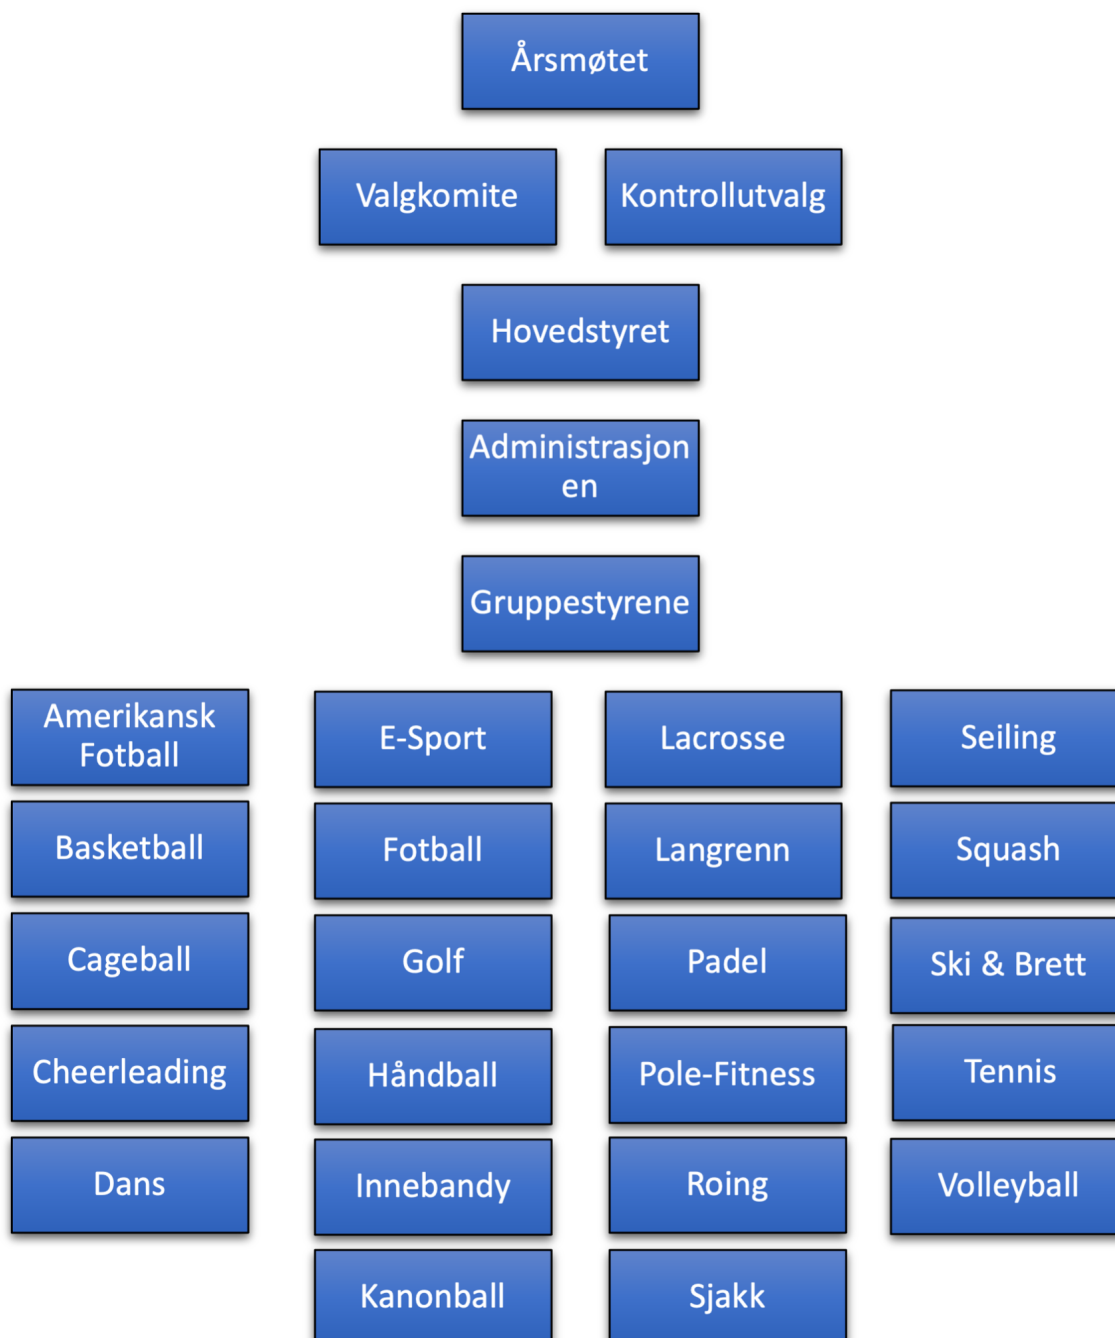 Årsmøtet
Valgkomite
Kontrollutvalg
Hovedstyret
Administrasjon
en
Gruppestyrene
Amerikansk
Fotball
E-Sport
Lacrosse
Seiling
Basketball
Fotball
Langrenn
Squash
Cageball
Golf
Padel
Ski & Brett
Cheerleading
Håndball
Pole-Fitness
Tennis
Dans
Innebandy
Roing
Volleyball
Kanonball
Sjakk